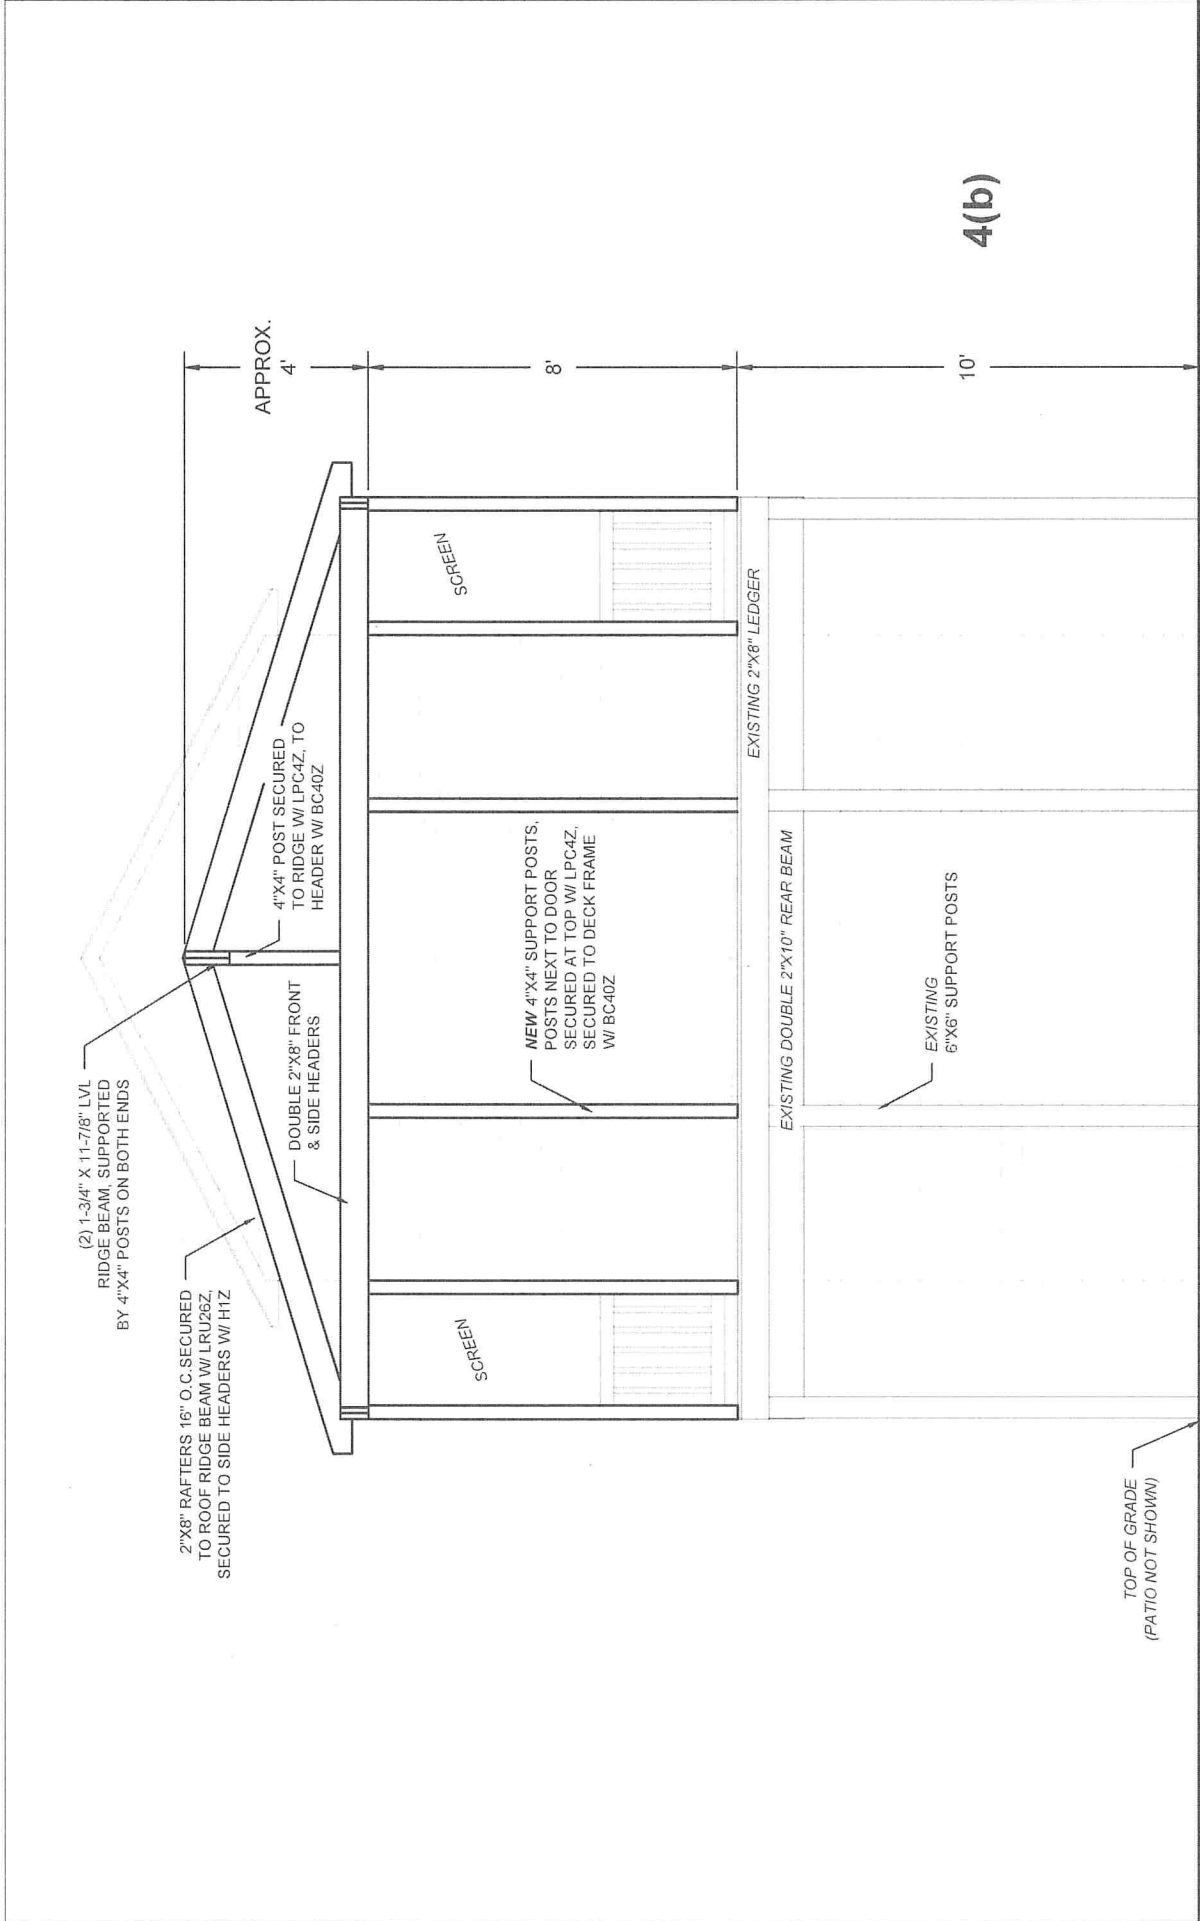 (2) 1-3/4" X 11-7/8" LVL
RIDGE BEAM, SUPPORTED
BY 4"X4" POSTS ON BOTH ENDS
2"X8" RAFTERS 16" O.C.SECURED
TO ROOF RIDGE BEAM W/ LRU26Z,
SECURED TO SIDE HEADERS W/ H1Z
APPROX.
4'
4"X4" POST SECURED
TO RIDGE W/ LPC4Z, TO
HEADER W/ BC40Z
DOUBLE 2"X8" FRONT
& SIDE HEADERS
SCREEN
SCREEN
8'
NEW 4"X4" SUPPORT POSTS,
POSTS NEXT TO DOOR
SECURED AT TOP W/ LPC4Z,
SECURED TO DECK FRAME
W/ BC40Z
EXISTING 2"X8" LEDGER
EXISTING DOUBLE 2"X10" REAR BEAM
EXISTING
6"X6" SUPPORT POSTS
10'
4(b)
TOP OF GRADE
(PATIO NOT SHOWN)